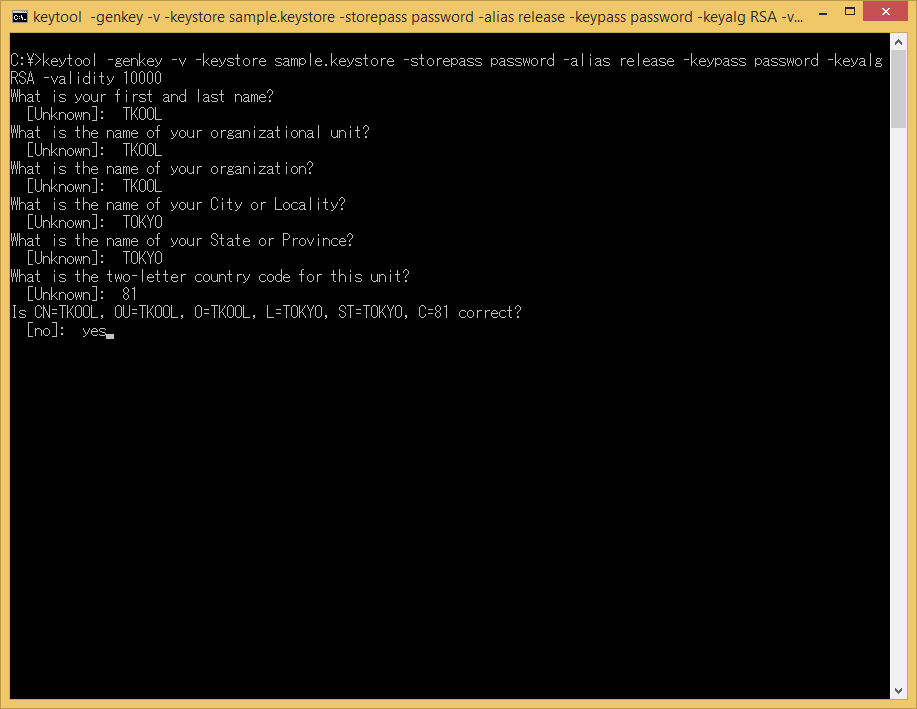 keytool -genkey -v -keystore sample.keystore -storepass password -alias release -keypass password -keyalg RSA -v...
C:¥>keytool -genkey -v -keystore sample.keystore -storepass password -alias release -keypass password -keyalg
RSA -validity 10000
What is your first and last name?
[Unknown]: TKOOL
What is the name of your organizational unit?
[Unknown]: TKOOL
What is the name of your organization?
[Unknown]: TKOOL
What is the name of your City or Locality?
[Unknown]: TOKYO
What is the name of your State or Province?
[Unknown]: TOKYO
What is the two-letter country code for this unit?
[Unknown]: 81
Is CN=TKOOL, OU=TKOOL, O=TKOOL, L=TOKYO, ST=TOKYO, C=81 correct?
[no]: yes